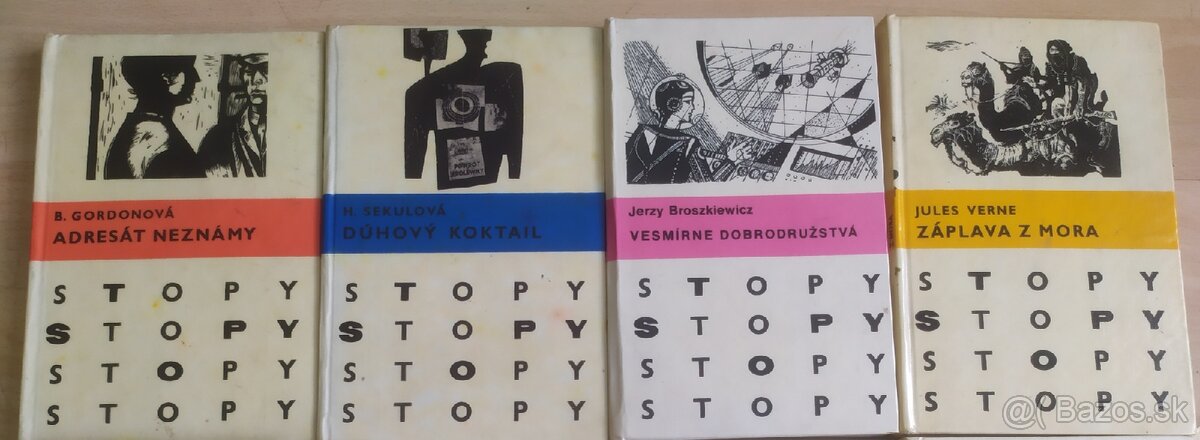 B. GORDONOVÁ
ADRESÁT NEZNÁMY
STOPY
STOPY
STOPY
STOPY
H. SEKULOVÁ
DÚHOVÝ KOKTAIL
STOPY
STOPY
STOPY
STOPY
Jerzy Broszkiewicz
VESMÍRNE DOBRODRUŽSTVÁ
STOPY
STOPY
STOPY
STOPY
JULES VERNE
ZÁPLAVA Z MORA
STOPY
STOPY
STOPY
STOPY
@ Bazos.sk